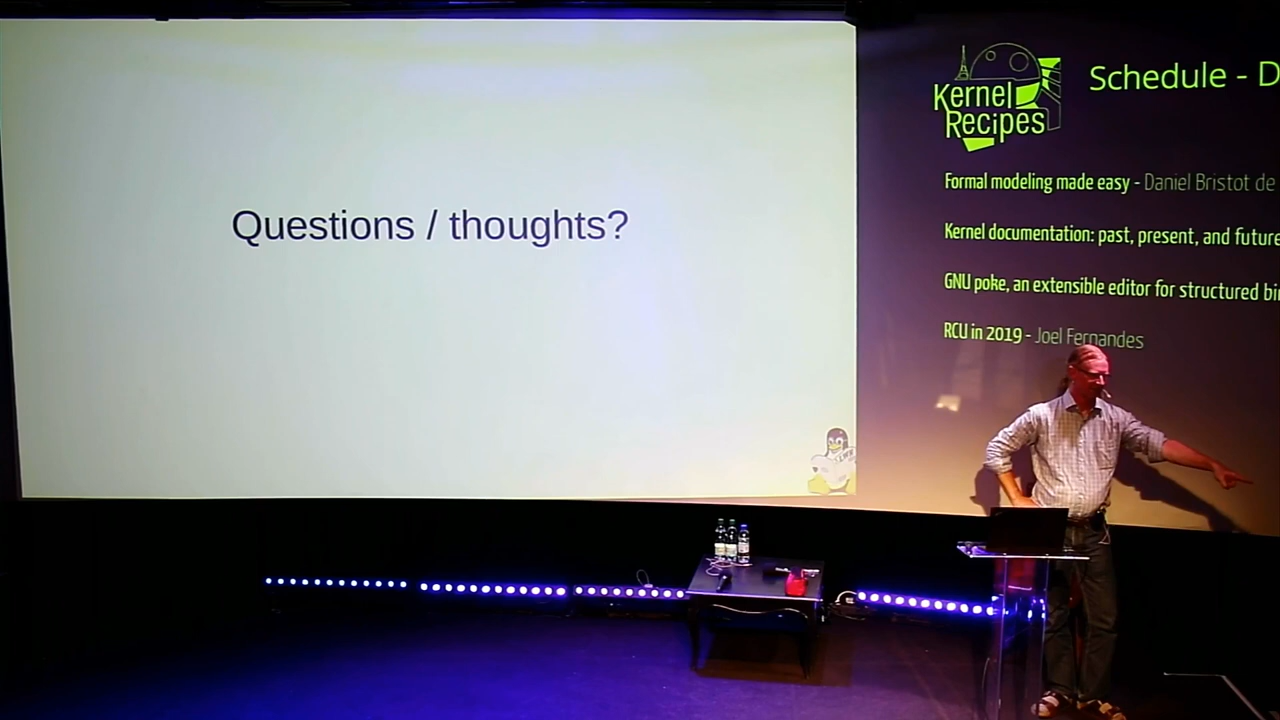 Questions / thoughts?
Kernel
Recipes
Schedule - D
Formal modeling made easy - Daniel Bristot de
Kernel documentation: past, present, and future
GNU poke, an extensible editor for structured bi
RCU in 2019 - Joel Fernandes